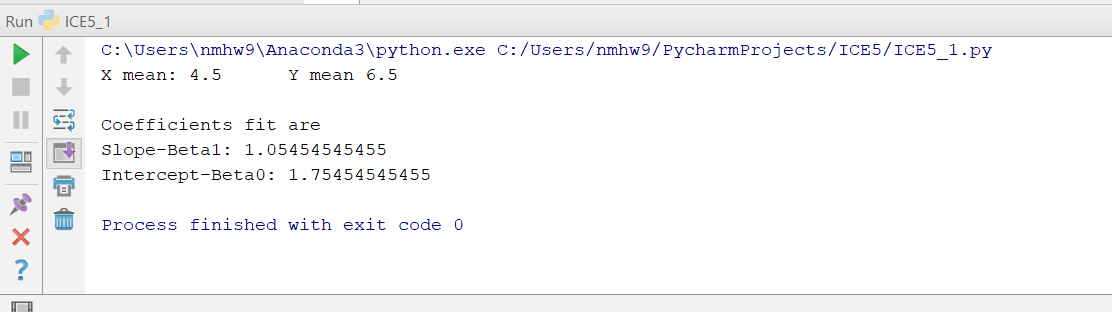 Run ICE5_1
C:\Users\nmhw9\Anaconda3\python.exe C:/Users/nmhw9/PycharmProjects/ICE5/ICE5_1.py
X mean: 4.5      Y mean 6.5
Coefficients fit are
Slope-Beta1: 1.05454545455
Intercept-Beta0: 1.75454545455
Process finished with exit code 0